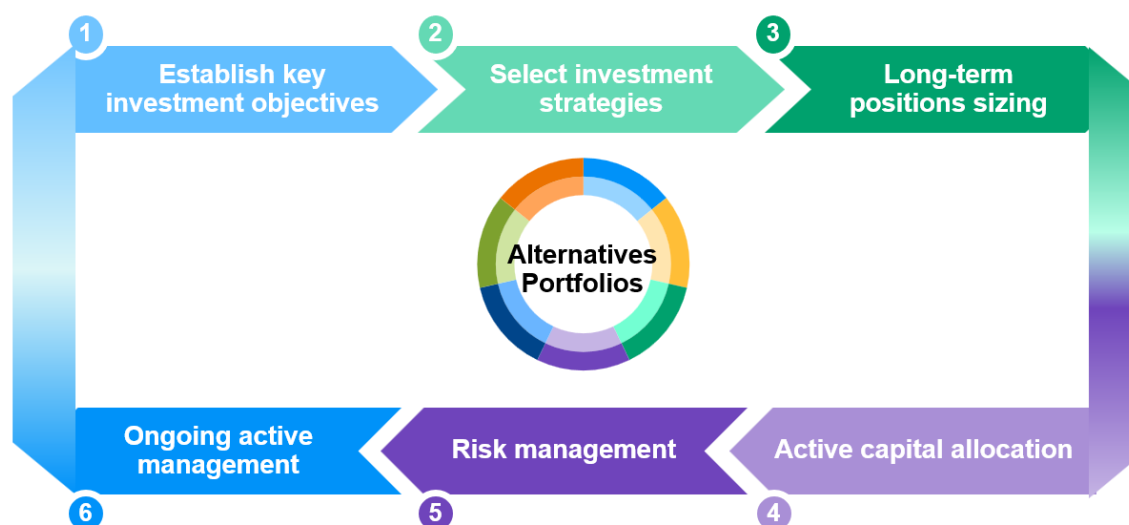 1
Establish key
investment objectives
2
Select investment
strategies
3
Long-term
positions sizing
Alternatives
Portfolios
4
Active capital allocation
5
Risk management
6
Ongoing active
management